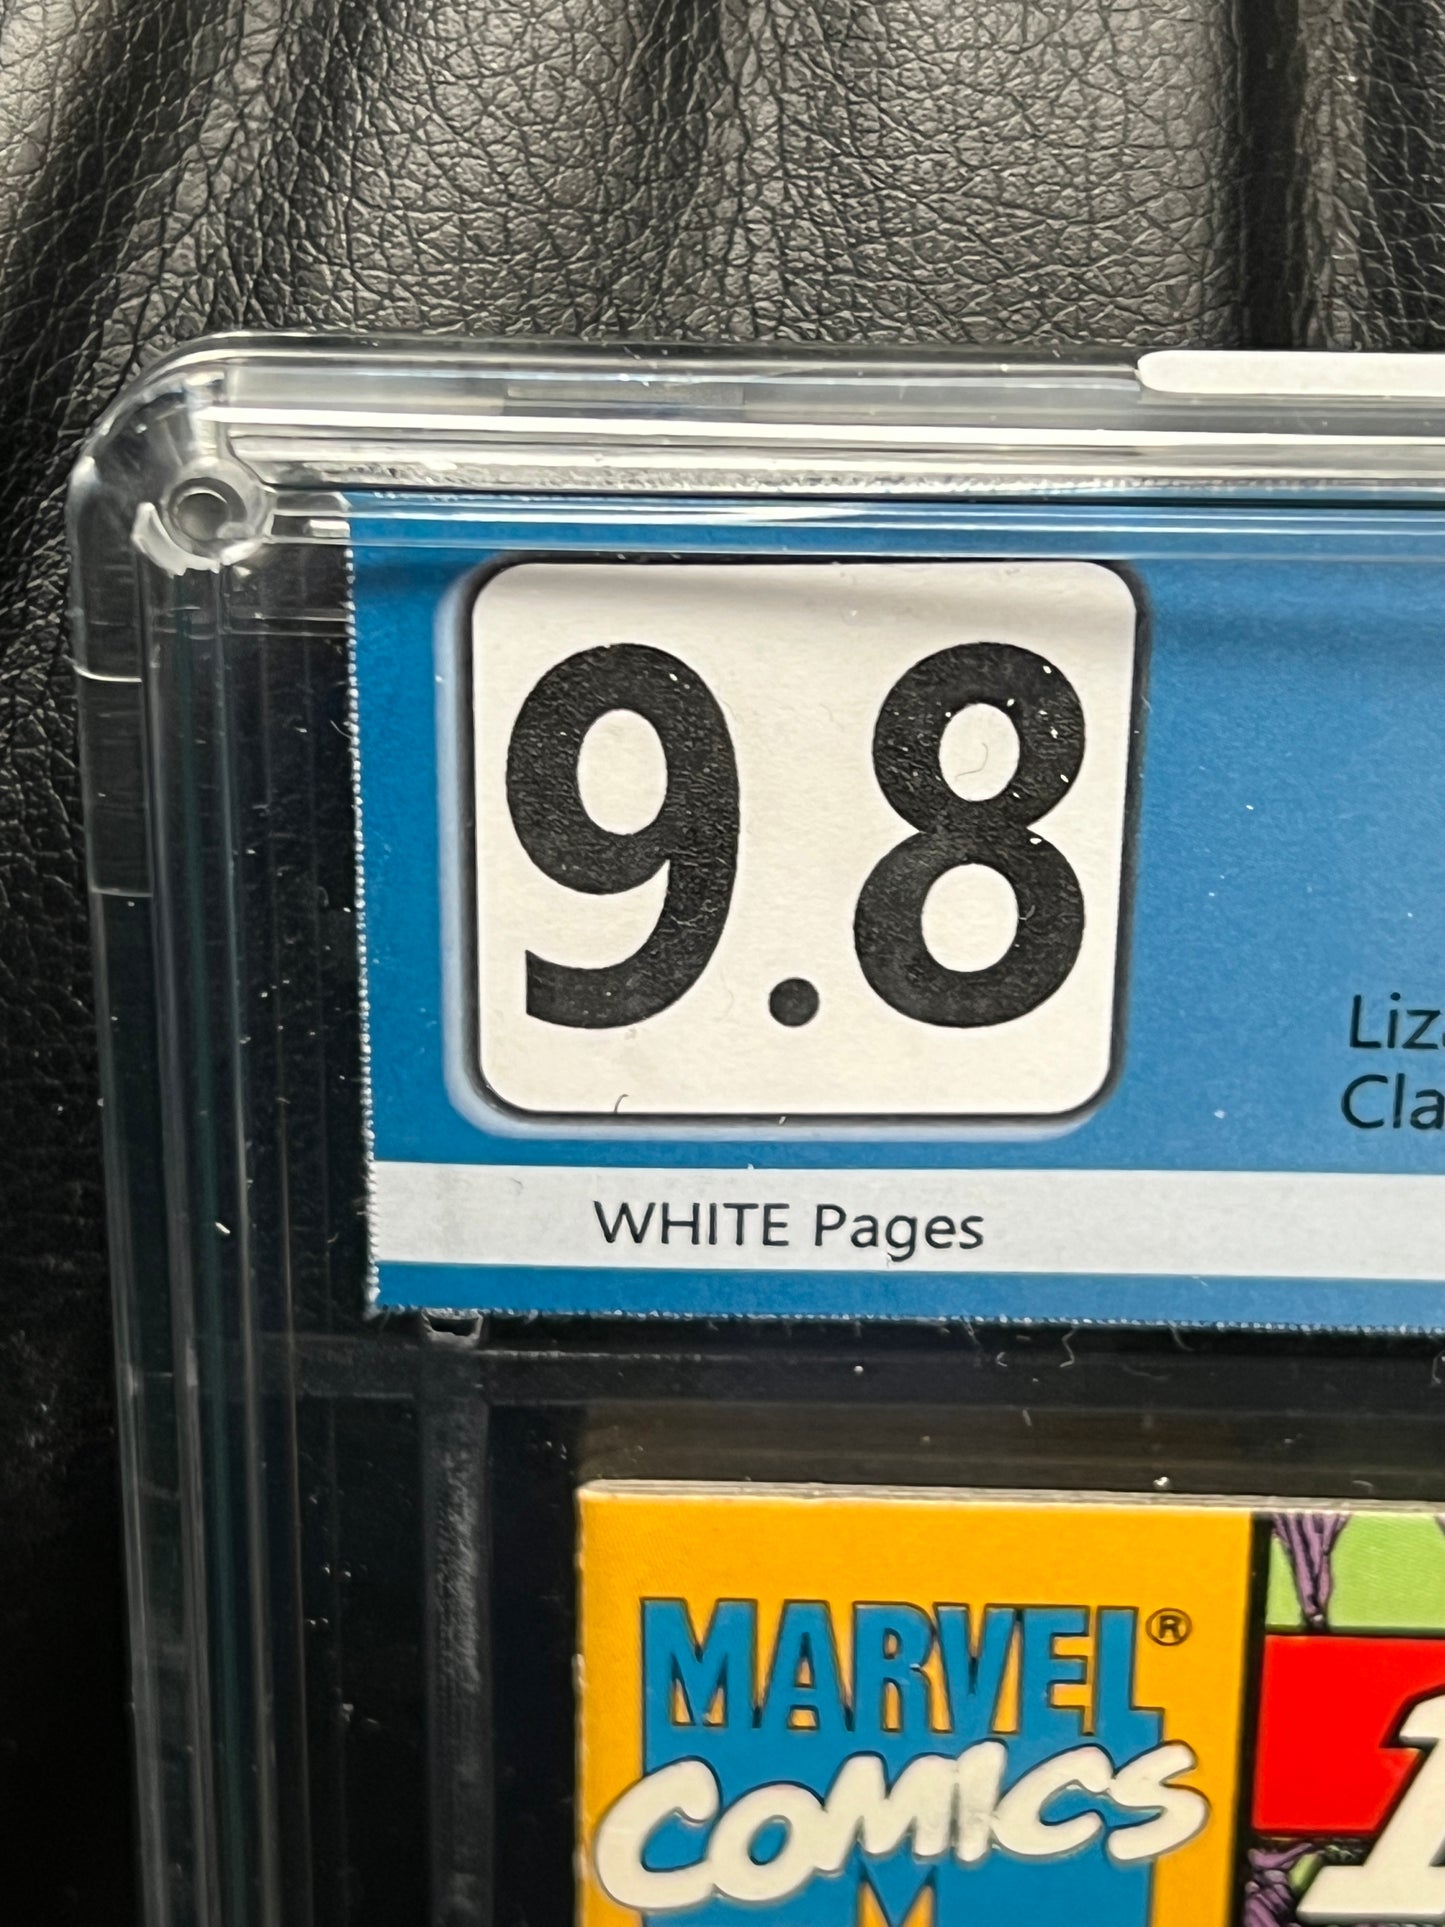 9.8
WHITE Pages
MARVEL®
COMICS